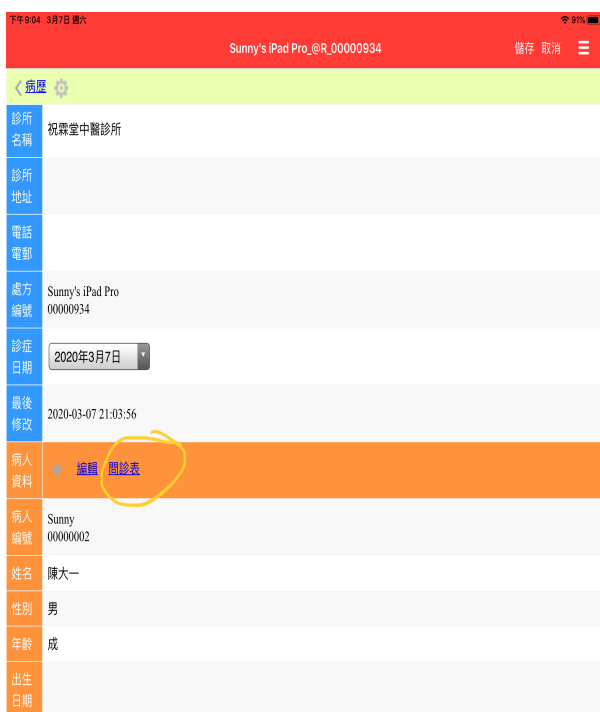 下午9:04 3月7日 週六 91%
Sunny's iPad Pro_@R_00000934 儲存 取消
病歷
診所
名稱
祝霖堂中醫診所
診所
地址
電話
電郵
處方
編號
Sunny's iPad Pro
00000934
診症
日期
2020年3月7日
最後
修改
2020-03-07 21:03:56
病人
資料
編輯 問診表
病人
編號
Sunny
00000002
姓名 陳大一
性別 男
年齡 成
出生
日期